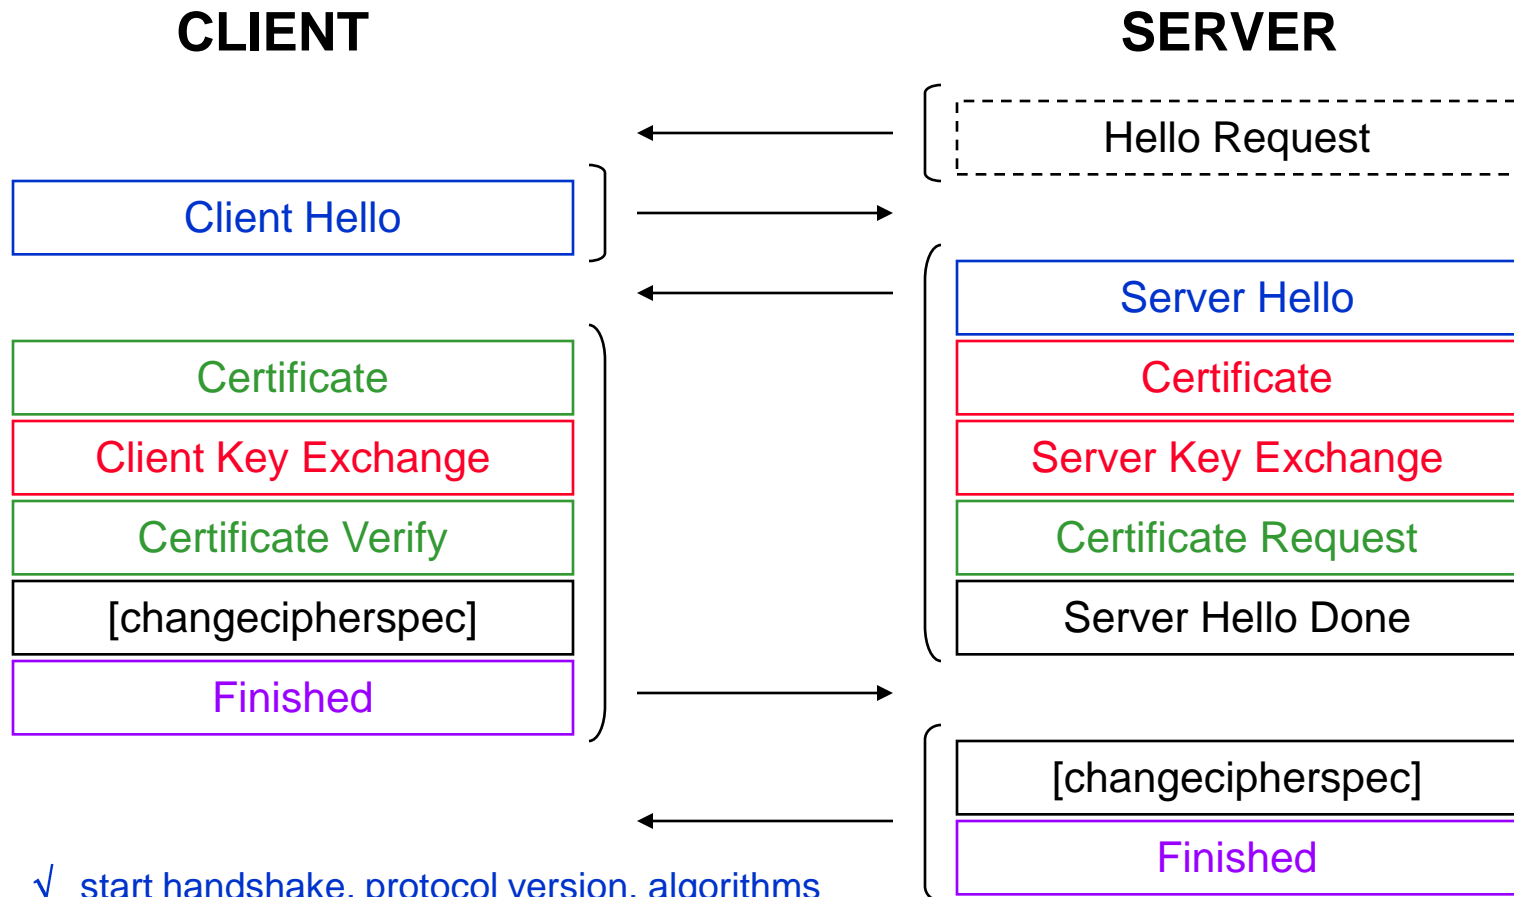 CLIENT
SERVER
Hello Request
Client Hello
Server Hello
Certificate
Certificate
Client Key Exchange
Server Key Exchange
Certificate Verify
Certificate Request
[changecipherspec]
Server Hello Done
Finished
[changecipherspec]
Finished
√ start handshake, protocol version, algorithms